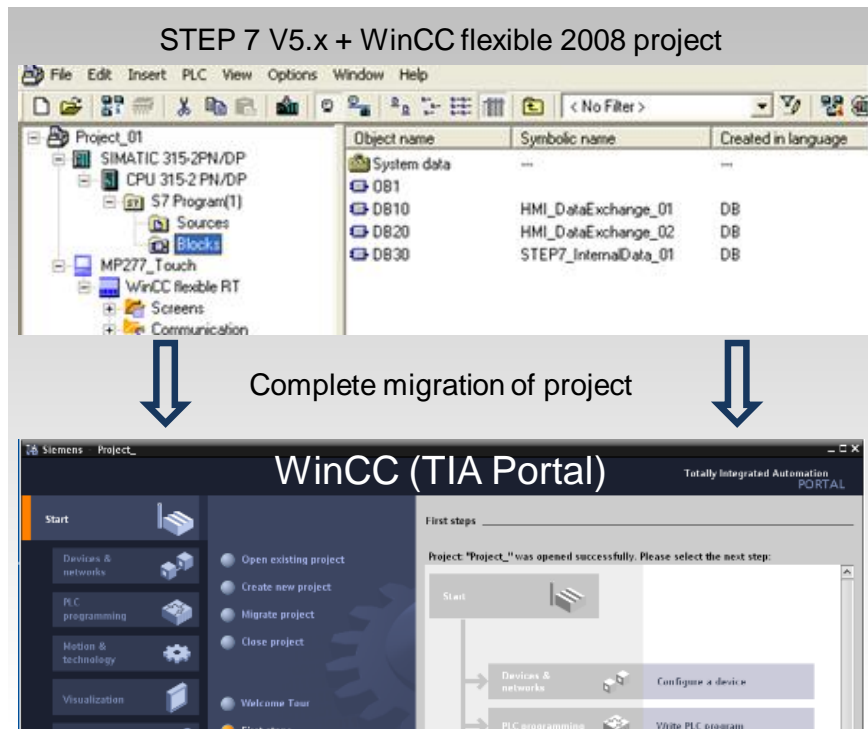 STEP 7 V5.x + WinCC flexible 2008 project
File Edit Insert PLC View Options Window Help
< No Filter >
Project_01
SIMATIC 315-2PN/DP
CPU 315-2 PN/DP
S7 Program(1)
Sources
Blocks
MP277_Touch
WinCC flexible RT
Screens
Communication
Object name Symbolic name Created in language
System data --- ---
OB1
DB10 HMI_DataExchange_01 DB
DB20 HMI_DataExchange_02 DB
DB30 STEP7_InternalData_01 DB
Complete migration of project
Siemens - Project_
WinCC (TIA Portal)
Totally Integrated Automation
PORTAL
Start
Devices &
networks
PLC
programming
Motion &
technology
Visualization
Open existing project
Create new project
Migrate project
Close project
Welcome Tour
First steps
First steps
Project: "Project_" was opened successfully. Please select the next step:
Start
Devices &
networks
Configure a device
PLC programming
Write PLC program